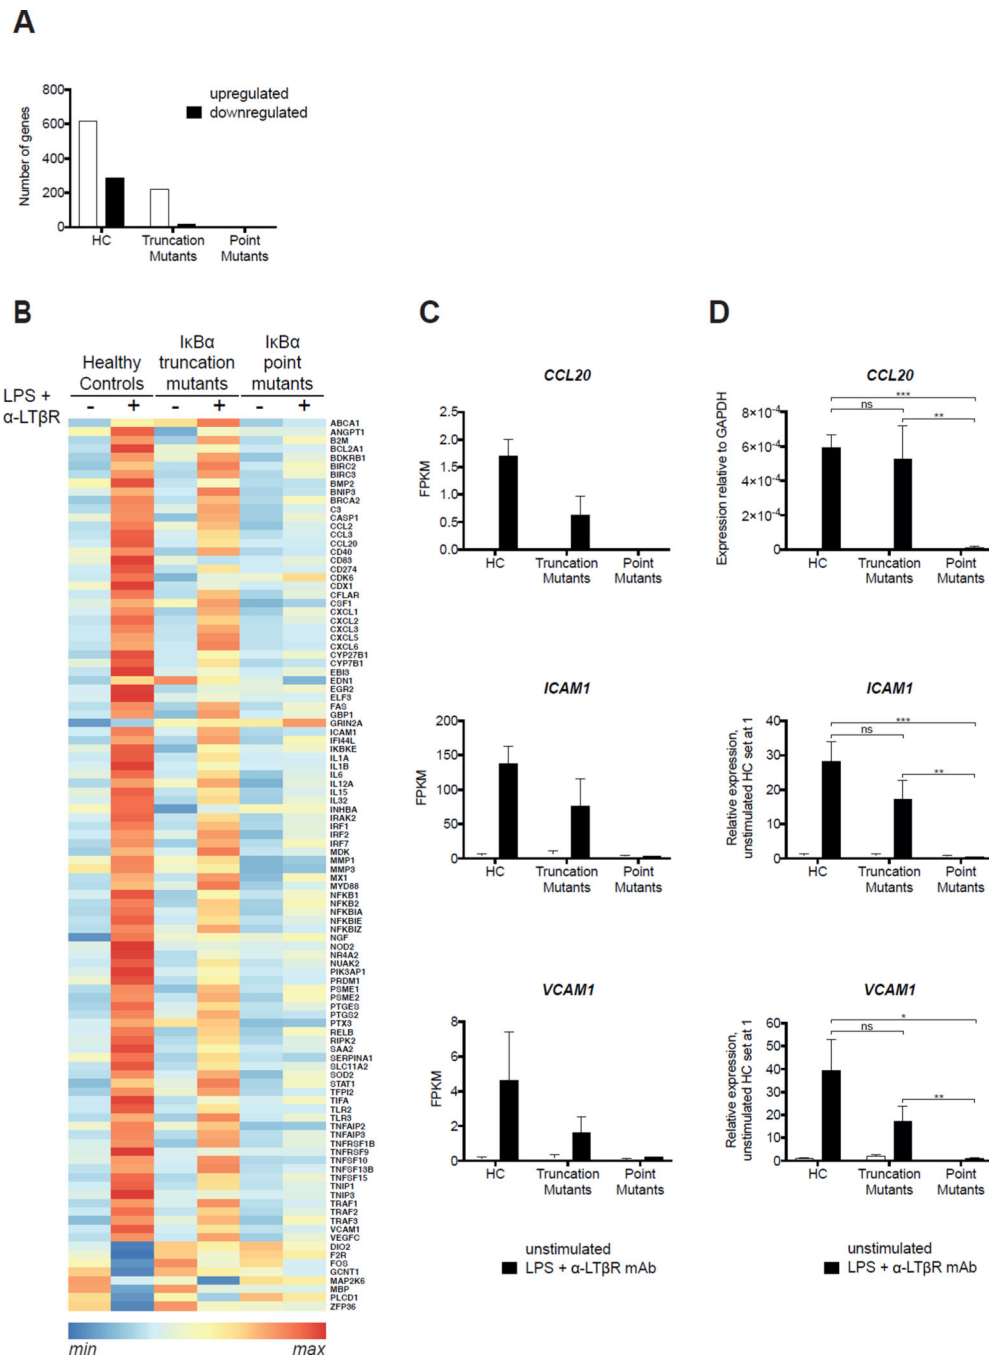 A
800
600
400
200
0
Number of genes
upregulated
downregulated
HC
Truncation Mutants
Point Mutants
B
Healthy Controls
IκBα truncation mutants
IκBα point mutants
LPS + α-LTβR
- + - + - +
ABCA1
ANGPT1
B2M
BCL2A1
BDKRB1
BIRC2
BIRC3
BMP2
BNIP3
BRCA2
C3
CASP1
CCL2
CCL3
CCL20
CD40
CD83
CD274
CDK6
CDX1
CFLAR
CSF1
CXCL1
CXCL2
CXCL3
CXCL5
CXCL6
CYP27B1
CYP7B1
EBI3
EDN1
EGR2
ELF3
FAS
GBP1
GRIN2A
ICAM1
IFI44L
IKBKE
IL1A
IL1B
IL6
IL12A
IL15
IL32
INHBA
IRAK2
IRF1
IRF2
IRF7
MDK
MMP1
MMP3
MX1
MYD88
NFKB1
NFKB2
NFKBIA
NFKBIE
NFKBIZ
NGF
NOD2
NR4A2
NUAK2
PIK3AP1
PRDM1
PSME1
PSME2
PTGES
PTGS2
PTX3
RELB
RIPK2
SAA2
SERPINA1
SLC11A2
SOD2
STAT1
TFPI2
TIFA
TLR2
TLR3
TNFAIP2
TNFAIP3
TNFRSF1B
TNFRSF9
TNFSF10
TNFSF13B
TNFSF15
TNIP1
TNIP3
TRAF1
TRAF2
TRAF3
VCAM1
VEGFC
DIO2
F2R
FOS
GCNT1
MAP2K6
MBP
PLCD1
ZFP36
min
max
C
CCL20
2.5
2.0
1.5
1.0
0.5
0.0
FPKM
HC
Truncation Mutants
Point Mutants
ICAM1
200
150
100
50
0
FPKM
HC
Truncation Mutants
Point Mutants
VCAM1
8
6
4
2
0
FPKM
HC
Truncation Mutants
Point Mutants
unstimulated
LPS + α-LTβR mAb
D
CCL20
***
ns
**
8×10-4
6×10-4
4×10-4
2×10-4
0
Expression relative to GAPDH
HC
Truncation Mutants
Point Mutants
ICAM1
***
ns
**
40
30
20
10
0
Relative expression, unstimulated HC set at 1
HC
Truncation Mutants
Point Mutants
VCAM1
*
ns
**
60
50
40
30
20
10
0
Relative expression, unstimulated HC set at 1
HC
Truncation Mutants
Point Mutants
unstimulated
LPS + α-LTβR mAb